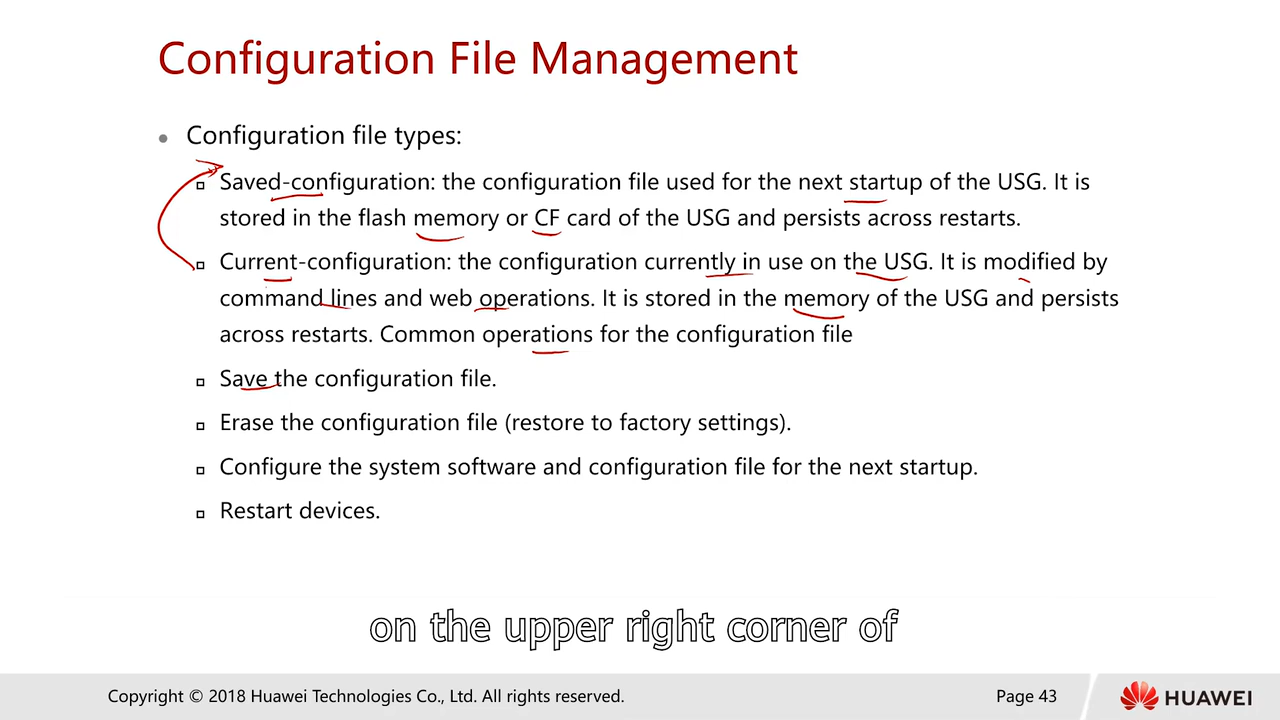 Configuration File Management
Configuration file types:
Saved-configuration: the configuration file used for the next startup of the USG. It is
stored in the flash memory or CF card of the USG and persists across restarts.
Current-configuration: the configuration currently in use on the USG. It is modified by
command lines and web operations. It is stored in the memory of the USG and persists
across restarts. Common operations for the configuration file
Save the configuration file.
Erase the configuration file (restore to factory settings).
Configure the system software and configuration file for the next startup.
Restart devices.
on the upper right corner of
Copyright © 2018 Huawei Technologies Co., Ltd. All rights reserved.
Page 43
HUAWEI